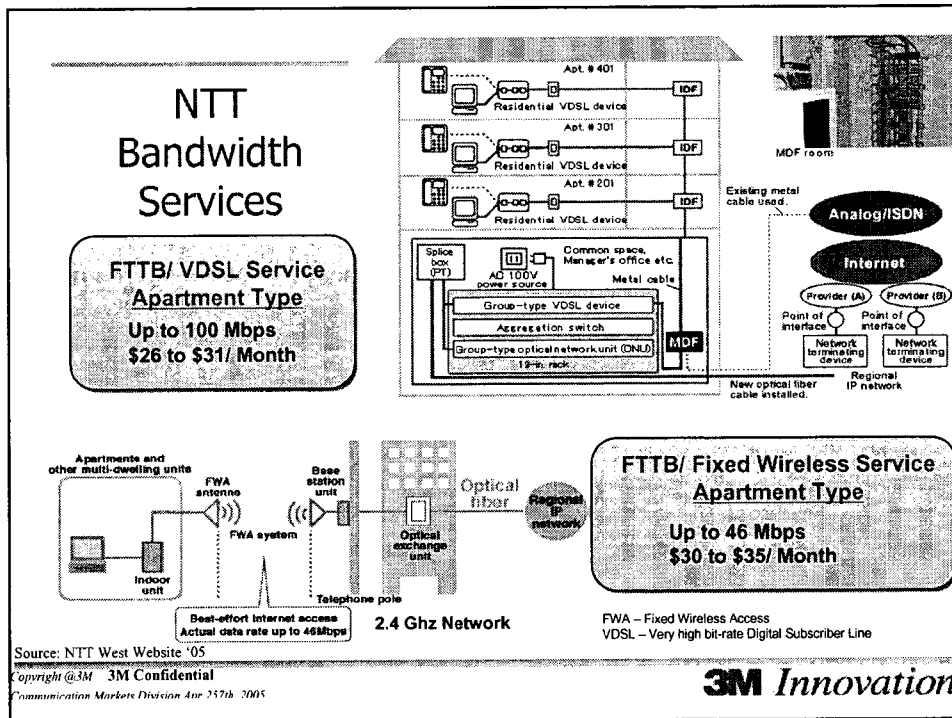 NTT
Bandwidth
Services
FTTB/ VDSL Service
Apartment Type
Up to 100 Mbps
$26 to $31/ Month
Apt. #401
Residential VDSL device
IDF
Apt. #301
Residential VDSL device
IDF
Apt. #201
Residential VDSL device
IDF
Splice
box
(PT)
AC 100V
power source
Common space,
Manager's office etc.
Metal cable
Group-type VDSL device
Aggregation switch
Group-type optical network unit (ONU)
19-in. rack
MDF
MDF room
Existing metal
cable used.
Analog/ISDN
Internet
Provider (A)
Provider (B)
Point of
interface
Point of
interface
Network
terminating
device
Network
terminating
device
Regional
IP network
New optical fiber
cable installed.
Apartments and
other multi-dwelling units
FWA
antenna
Base
station
unit
FWA system
Indoor
unit
Optical
exchange
unit
Optical
fiber
Regional
IP
network
Telephone pole
Best-effort Internet access
Actual data rate up to 46Mbps
2.4 Ghz Network
FTTB/ Fixed Wireless Service
Apartment Type
Up to 46 Mbps
$30 to $35/ Month
FWA – Fixed Wireless Access
VDSL – Very high bit-rate Digital Subscriber Line
Source: NTT West Website '05
Copyright @3M 3M Confidential
Communication Markets Division Apr 257th, 2005
3M Innovation